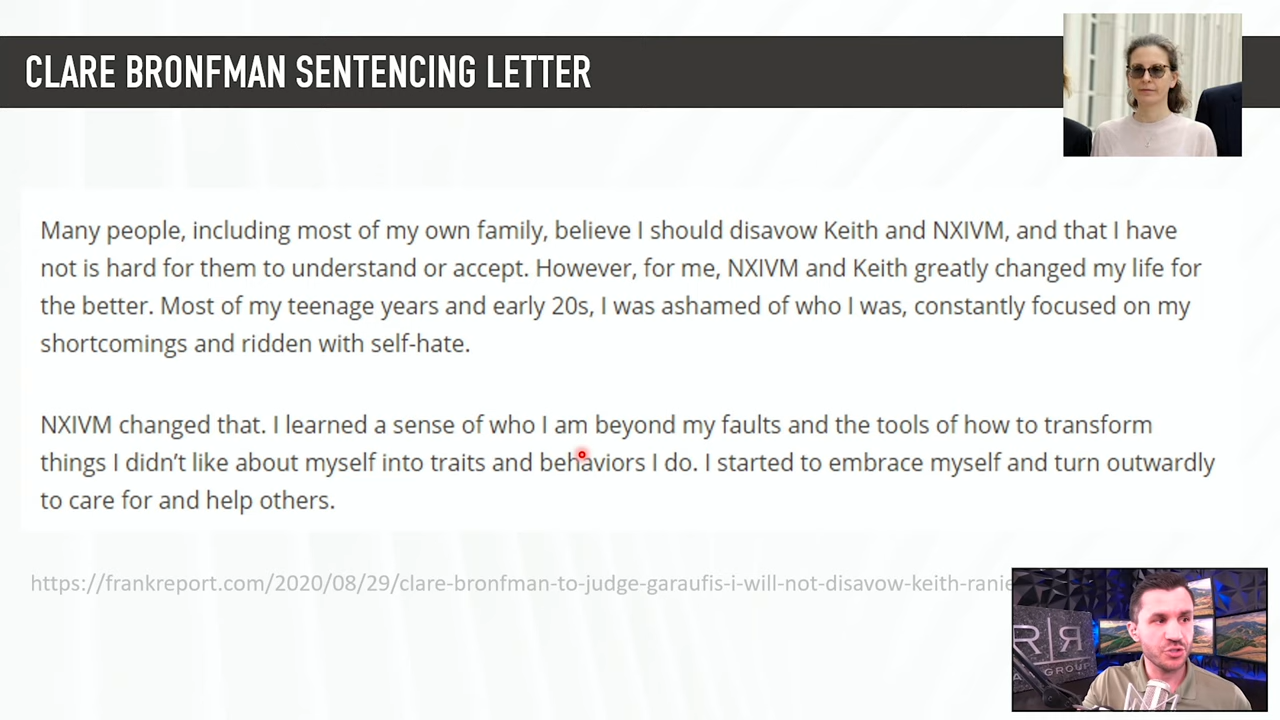 CLARE BRONFMAN SENTENCING LETTER
Many people, including most of my own family, believe I should disavow Keith and NXIVM, and that I have
not is hard for them to understand or accept. However, for me, NXIVM and Keith greatly changed my life for
the better. Most of my teenage years and early 20s, I was ashamed of who I was, constantly focused on my
shortcomings and ridden with self-hate.
NXIVM changed that. I learned a sense of who I am beyond my faults and the tools of how to transform
things I didn’t like about myself into traits and behaviors I do. I started to embrace myself and turn outwardly
to care for and help others.
https://frankreport.com/2020/08/29/clare-bronfman-to-judge-garaufis-i-will-not-disavow-keith-ranie
R|R
GROUP